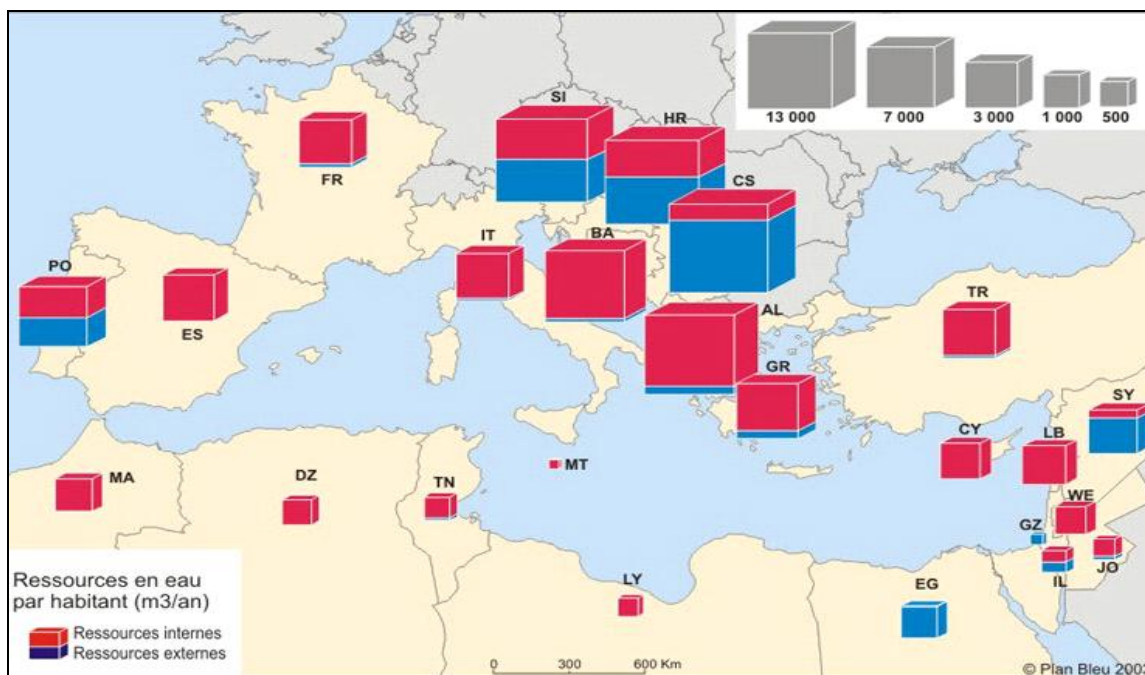 13 000
7 000
3 000
1 000
500
SI
HR
FR
CS
IT
BA
PO
ES
AL
TR
GR
SY
CY
LB
MT
MA
DZ
TN
WE
GZ
IL
JO
LY
EG
Ressources en eau
par habitant (m3/an)
Ressources internes
Ressources externes
0 300 600 Km
© Plan Bleu 2003